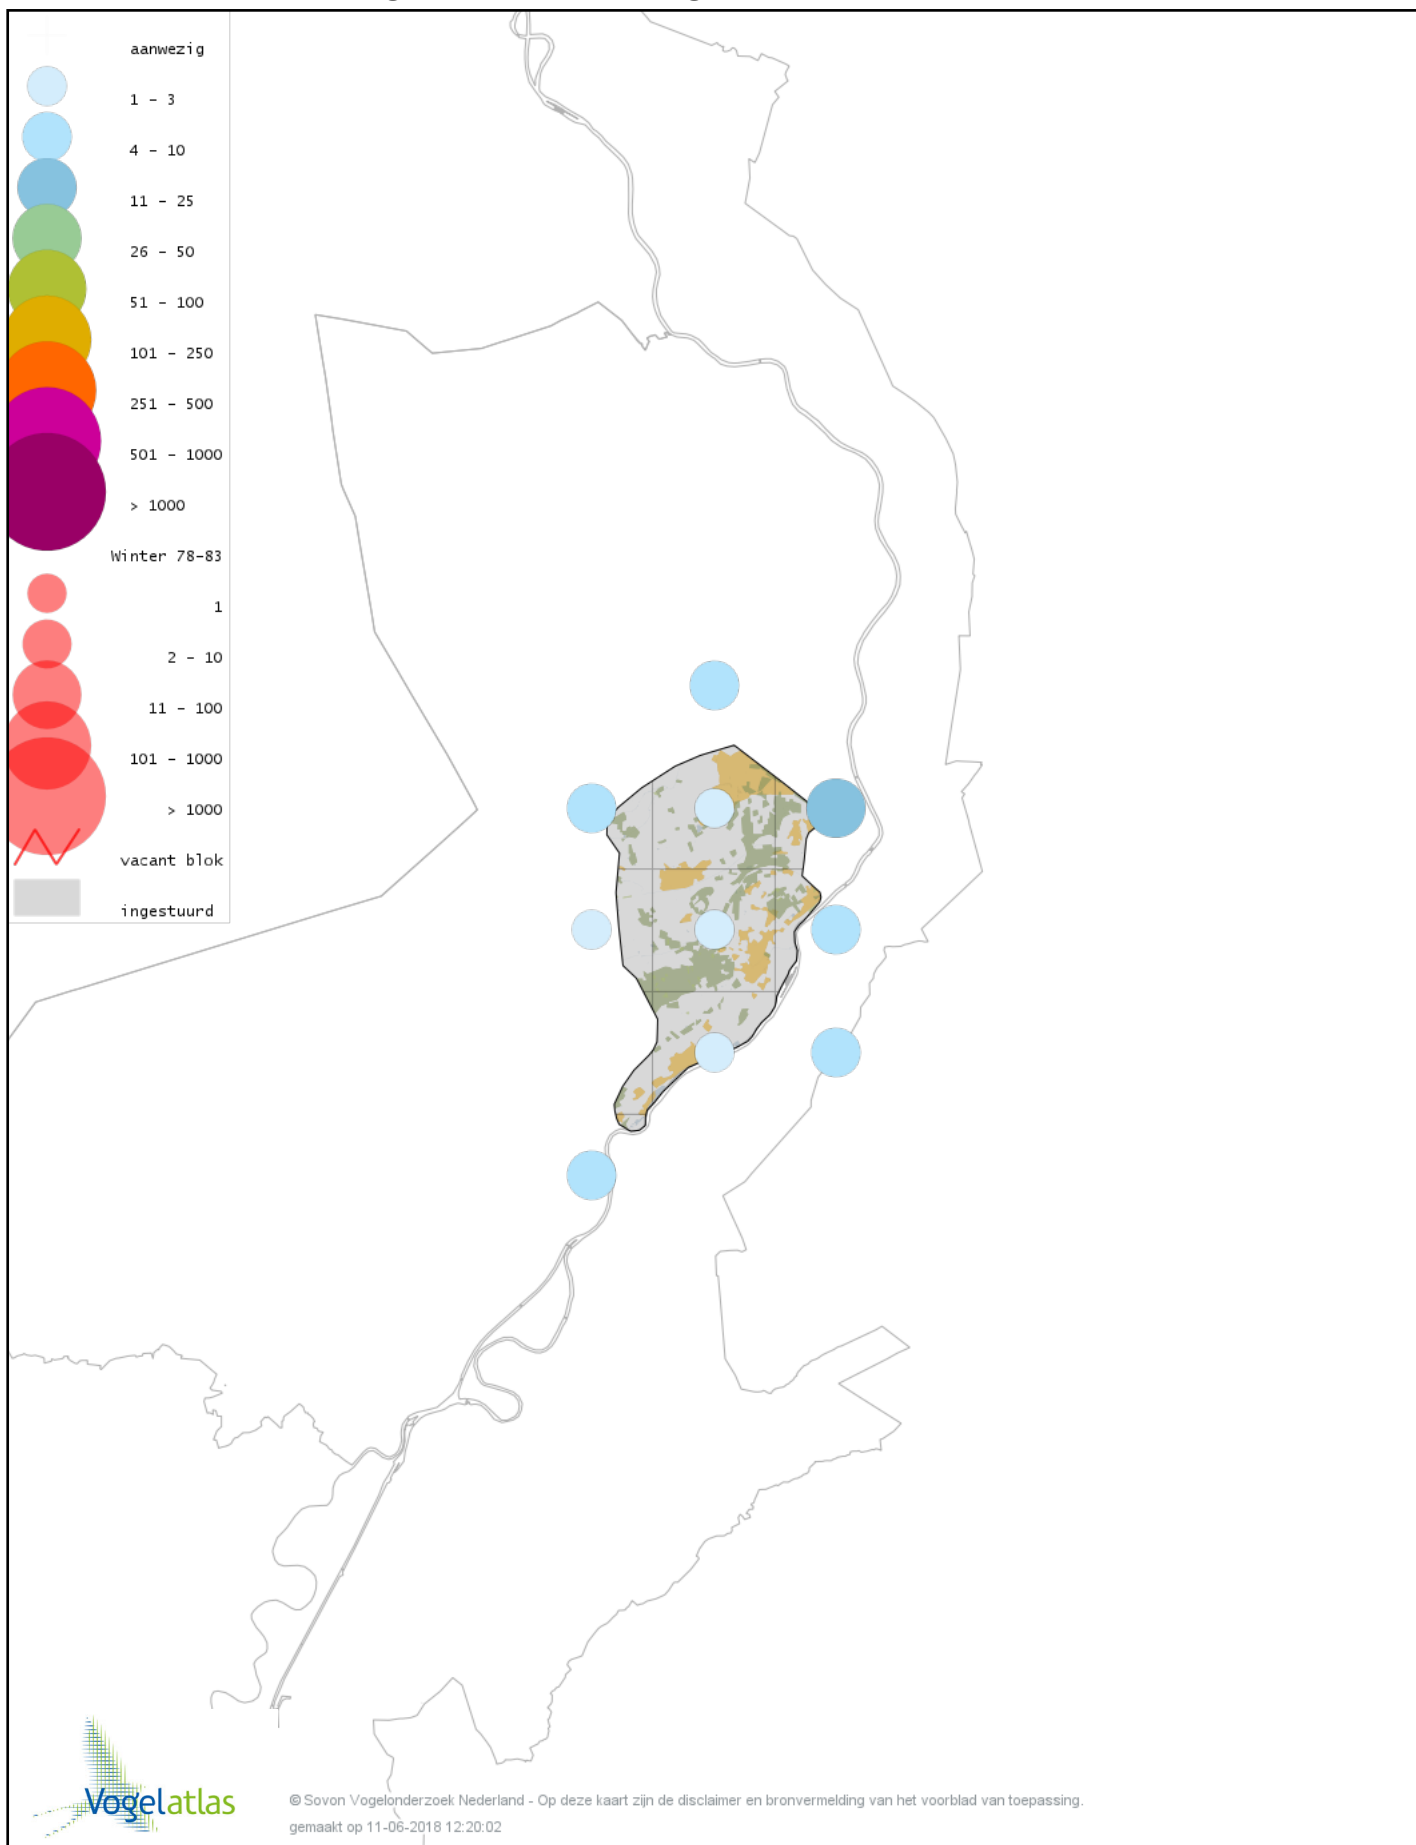 aanwezig
1 – 3
4 – 10
11 – 25
26 – 50
51 – 100
101 – 250
251 – 500
501 – 1000
> 1000
Winter 78–83
1
2 – 10
11 – 100
101 – 1000
> 1000
vacant blok
ingestuurd
Vogelatlas
© Sovon Vogelonderzoek Nederland - Op deze kaart zijn de disclaimer en bronvermelding van het voorblad van toepassing.
gemaakt op 11-06-2018 12:20:02